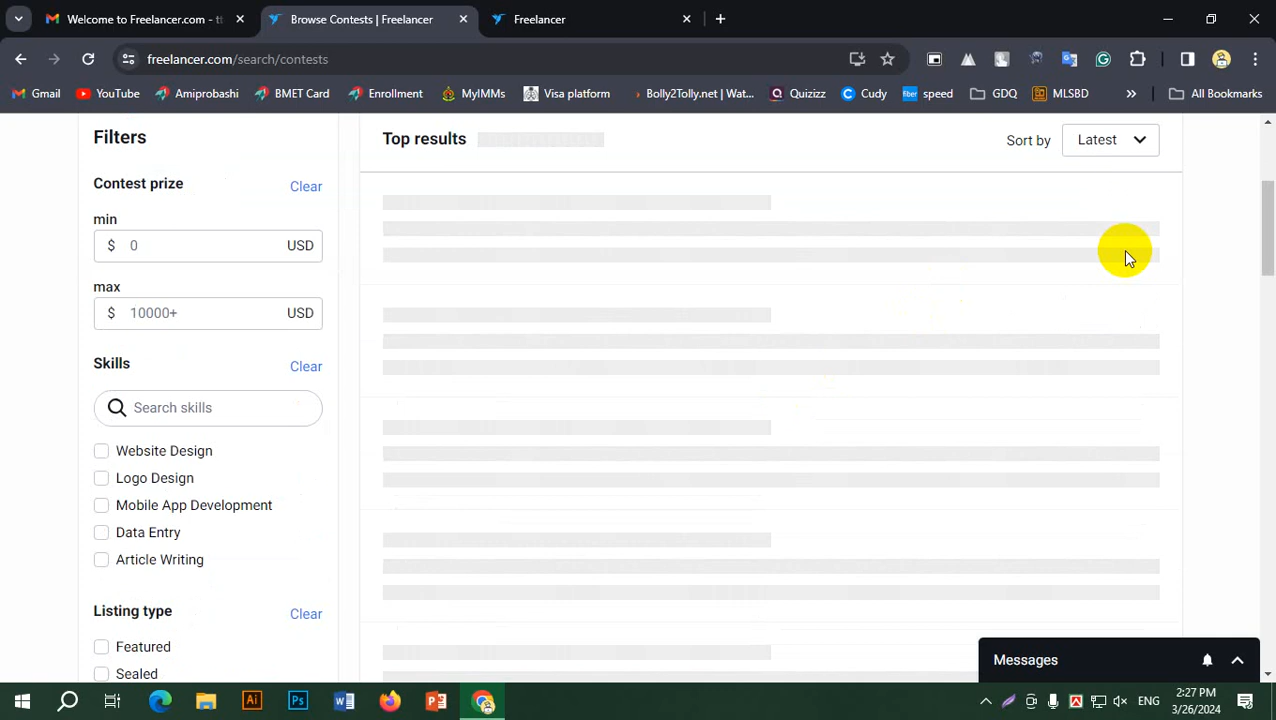 Welcome to Freelancer.com - tt
Browse Contests | Freelancer
Freelancer
freelancer.com/search/contests
Gmail
YouTube
Amiprobashi
BMET Card
Enrollment
MyIMMs
Visa platform
Bolly2Tolly.net | Wat...
Quizizz
Cudy
speed
GDQ
MLSBD
All Bookmarks
Filters
Contest prize
Clear
min
$ 0 USD
max
$ 10000+ USD
Skills
Clear
Search skills
Website Design
Logo Design
Mobile App Development
Data Entry
Article Writing
Listing type
Clear
Featured
Sealed
Top results
Sort by
Latest
Messages
ENG
2:27 PM
3/26/2024